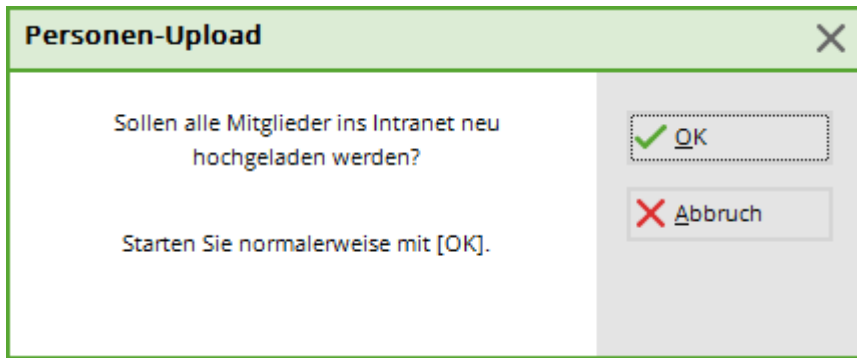 Personen-Upload
Sollen alle Mitglieder ins Intranet neu
hochgeladen werden?
Starten Sie normalerweise mit [OK].
OK
Abbruch